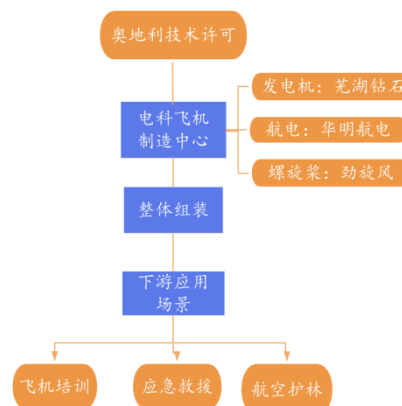 奥地利技术许可
发电机：芜湖钻石
电科飞机
制造中心
航电：华明航电
螺旋桨：劲旋风
整体组装
下游应用
场景
飞机培训
应急救援
航空护林